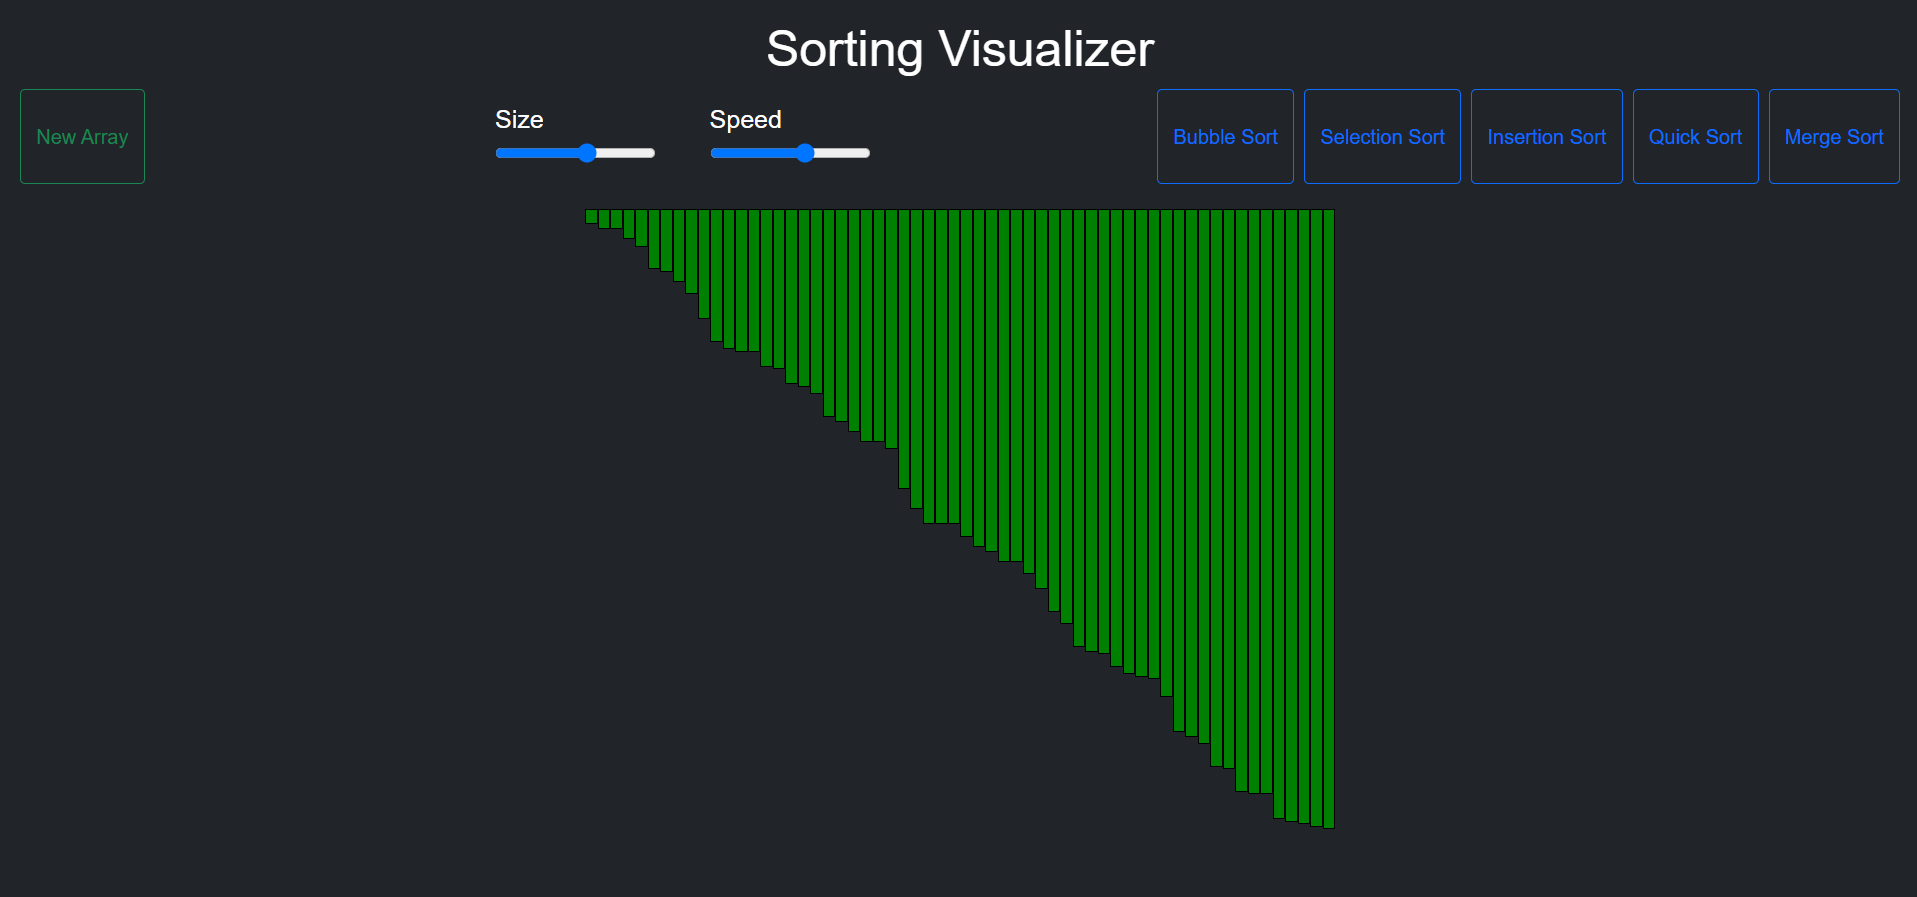 Sorting Visualizer
New Array
Size
Speed
Bubble Sort
Selection Sort
Insertion Sort
Quick Sort
Merge Sort